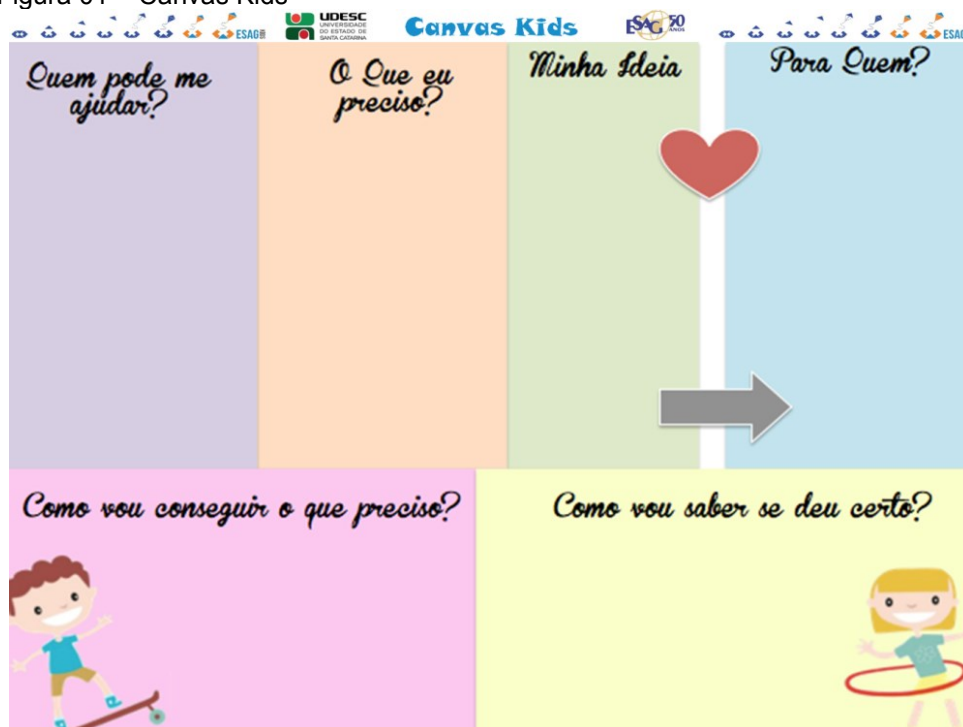 Figura 01 – Canvas Kids
ESAG
UDESC
UNIVERSIDADE
DO ESTADO DE
SANTA CATARINA
Canvas Kids
ESAG 50
ANOS
ESAG
Quem pode me
ajudar?
O Que eu
preciso?
Minha Ideia
Para Quem?
Como vou conseguir o que preciso?
Como vou saber se deu certo?